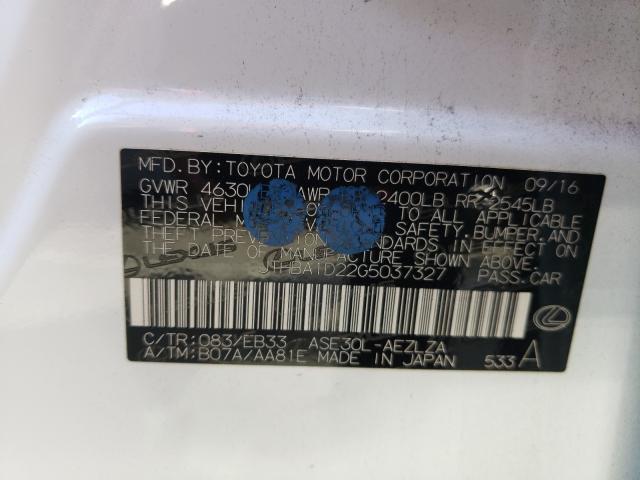 MFD. BY: TOYOTA MOTOR CORPORATION 09/16
GVWR 4630 2400LB RR 2545LB
THIS VEHI TO ALL APPLICABLE
FEDERAL SAFETY, BUMPER, AND
THEFT PREVENTION STANDARDS IN EFFECT ON
THE DATE OF MANUFACTURE SHOWN ABOVE.
JTHBA1D22G5037327 PASS. CAR
C/TR: 083/EB33 ASE30L-AEZLZA
A/TM: B07A/AA81E MADE IN JAPAN 533 A